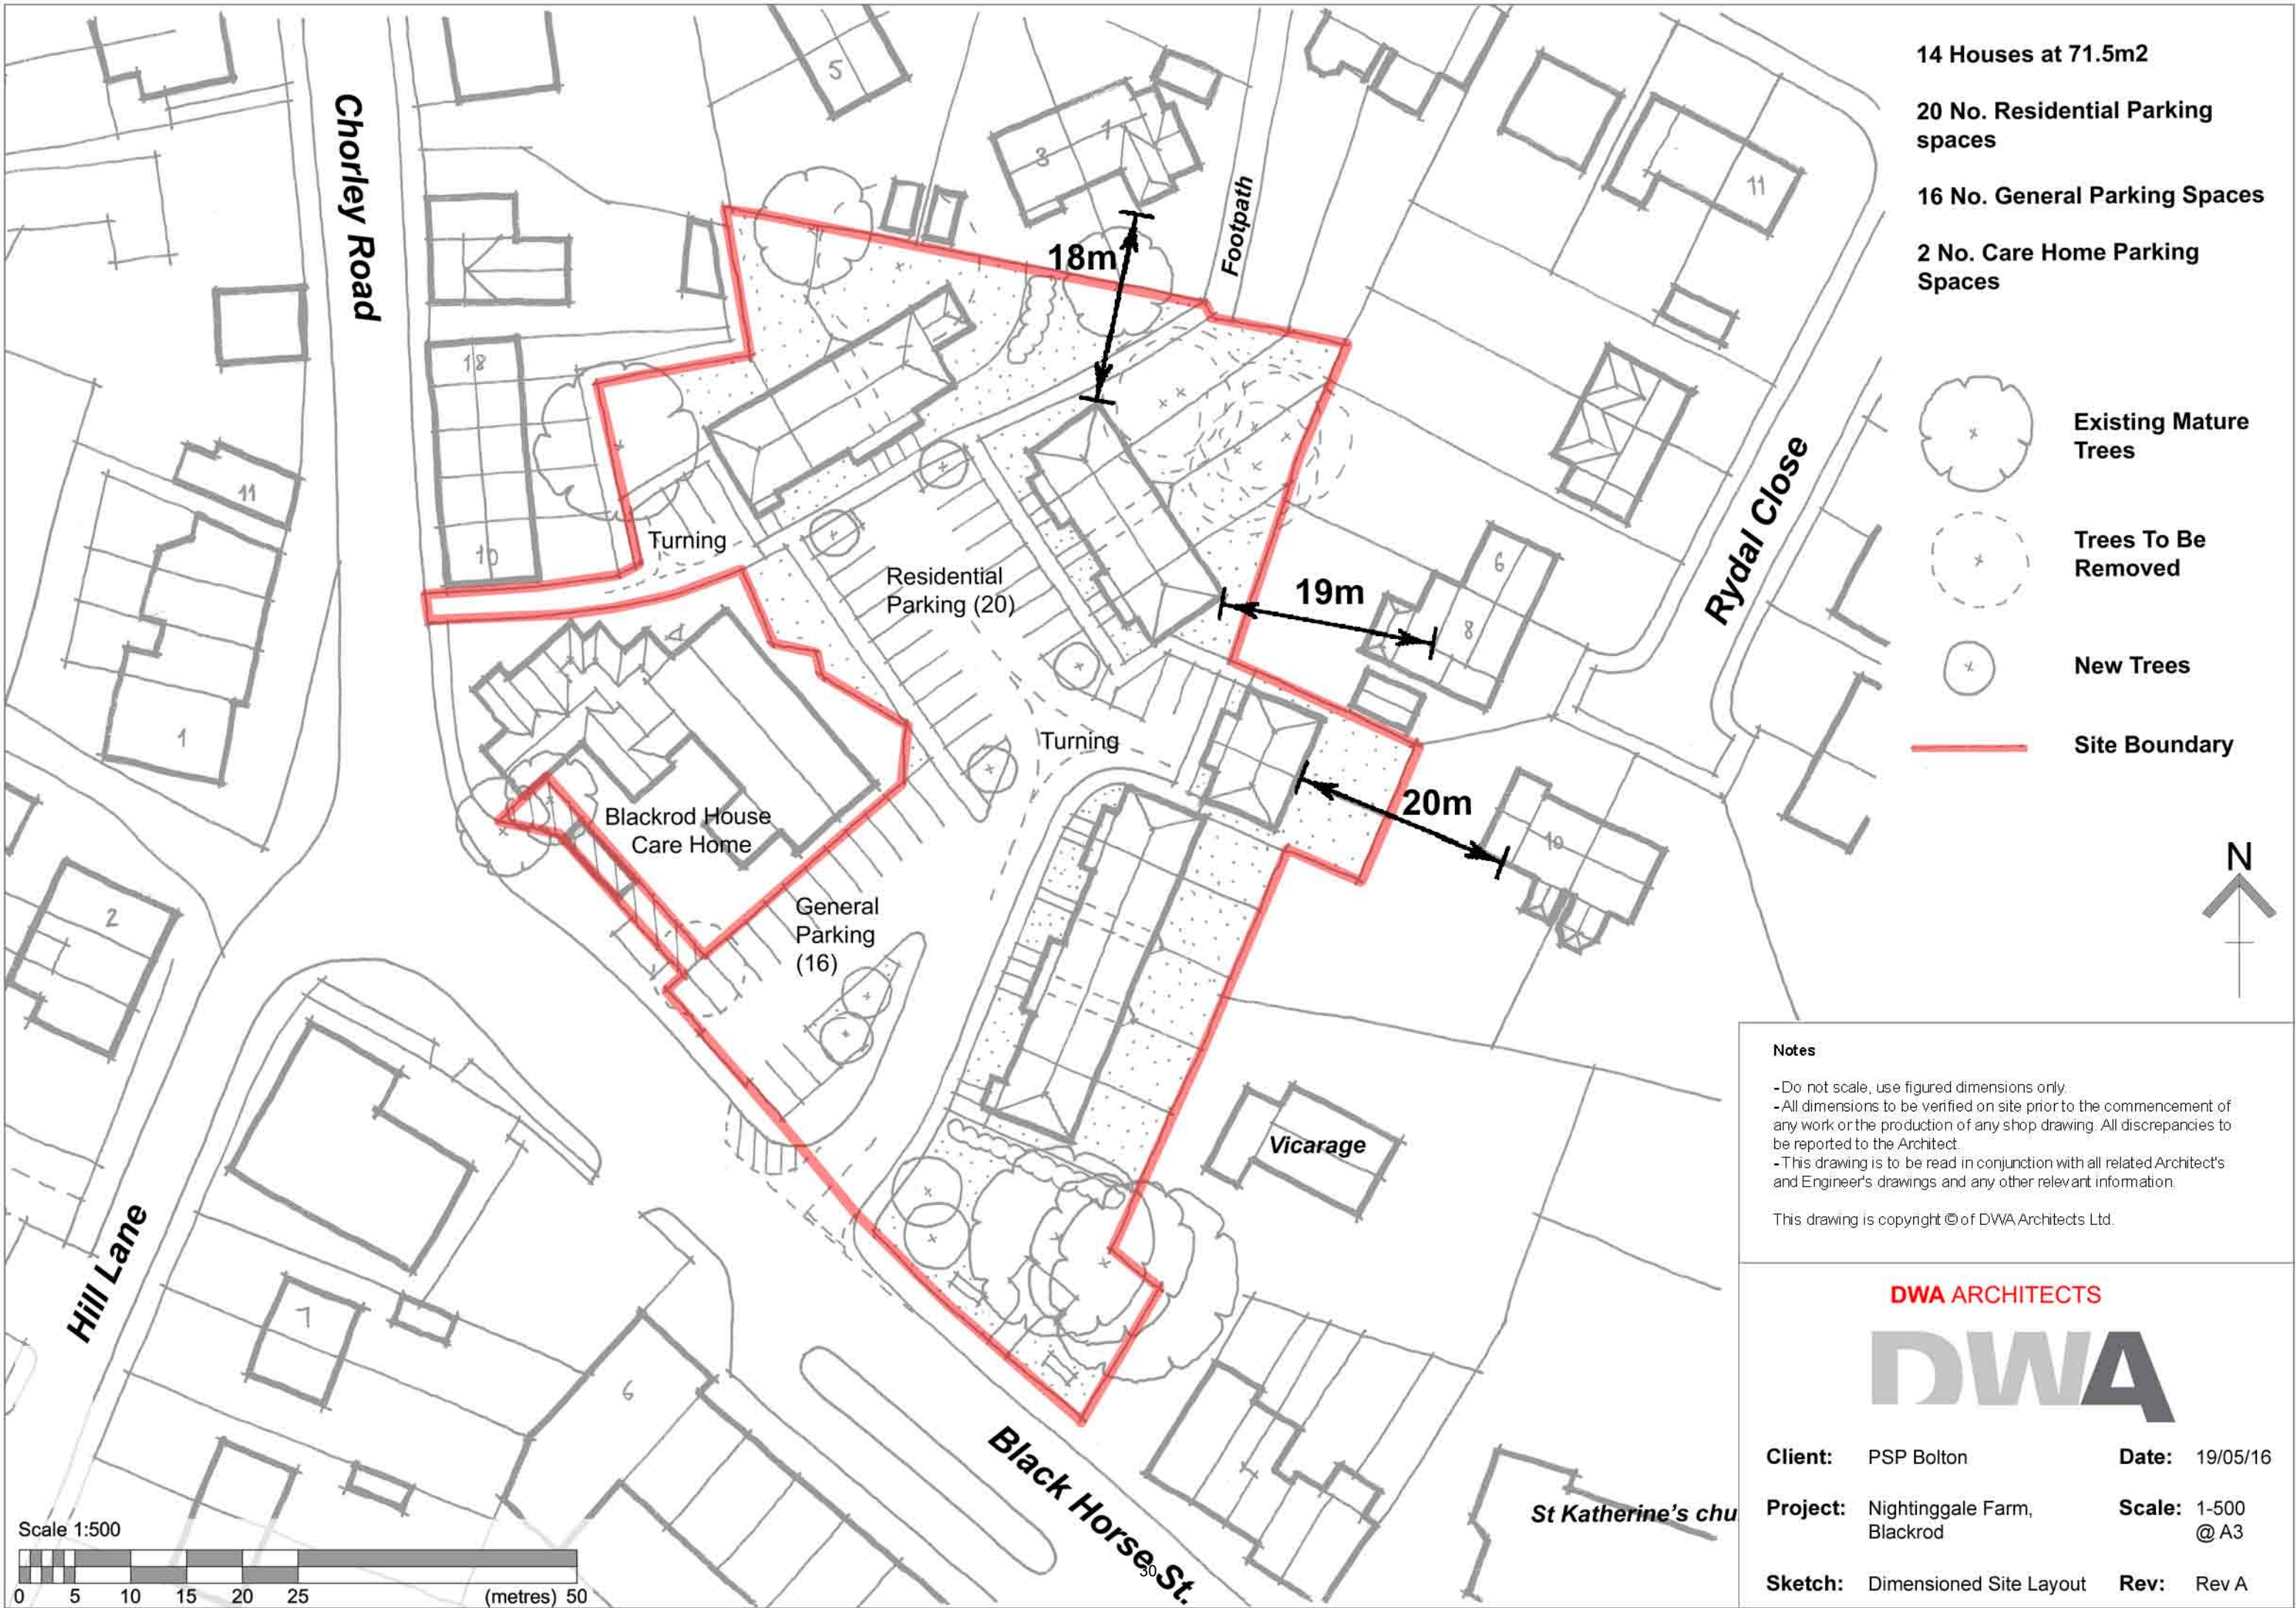 14 Houses at 71.5m2
20 No. Residential Parking
spaces
16 No. General Parking Spaces
2 No. Care Home Parking
Spaces
Existing Mature
Trees
Trees To Be
Removed
New Trees
Site Boundary
N
Chorley Road
Footpath
Rydal Close
Hill Lane
Black Horse St.
5
3
1
11
18m
18
10
11
1
2
Turning
Residential
Parking (20)
19m
6
8
Turning
20m
10
Blackrod House
Care Home
General
Parking
(16)
Vicarage
7
6
St Katherine's chu
30
Scale 1:500
0 5 10 15 20 25 (metres) 50
Notes
-Do not scale, use figured dimensions only.
-All dimensions to be verified on site prior to the commencement of
any work or the production of any shop drawing. All discrepancies to
be reported to the Architect.
-This drawing is to be read in conjunction with all related Architect's
and Engineer's drawings and any other relevant information.
This drawing is copyright © of DWA Architects Ltd.
DWA ARCHITECTS
DWA
Client: PSP Bolton Date: 19/05/16
Project: Nightinggale Farm, Scale: 1-500
Blackrod @ A3
Sketch: Dimensioned Site Layout Rev: Rev A